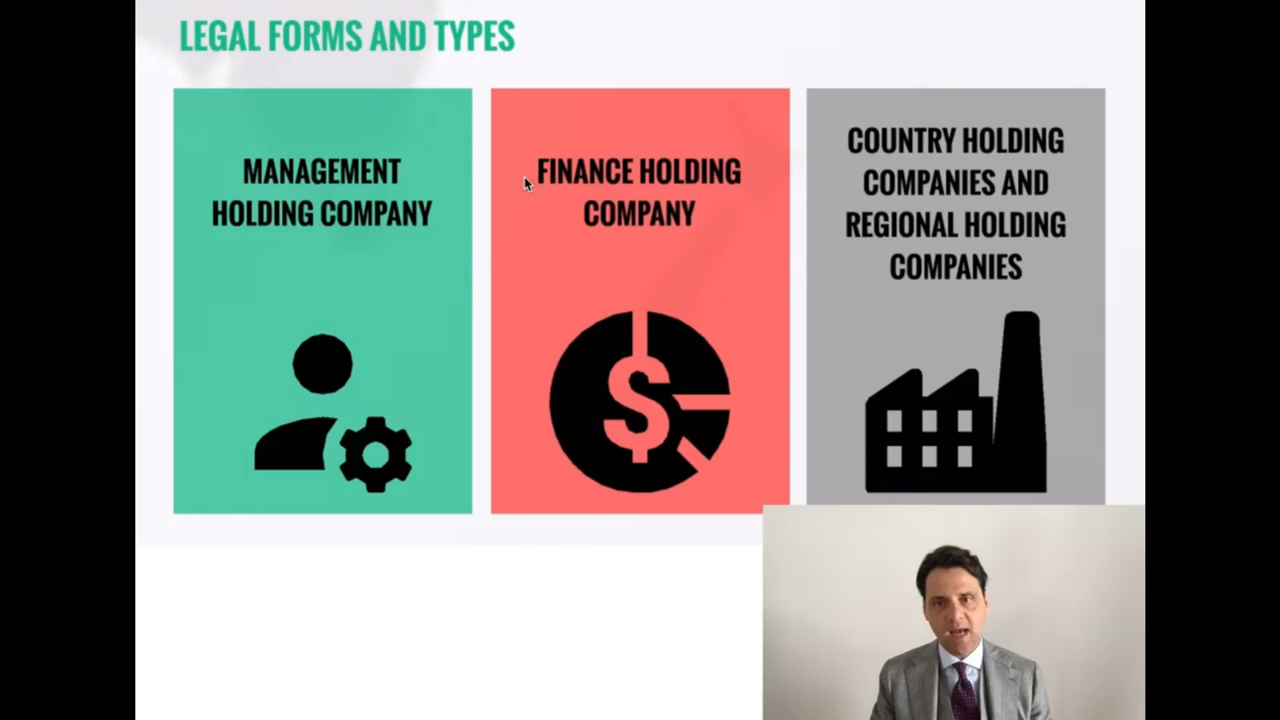 LEGAL FORMS AND TYPES
MANAGEMENT
HOLDING COMPANY
FINANCE HOLDING
COMPANY
COUNTRY HOLDING
COMPANIES AND
REGIONAL HOLDING
COMPANIES
$